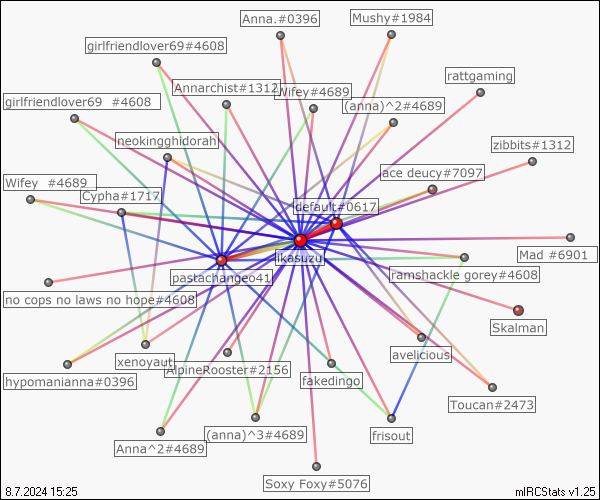 Anna.#0396
Mushy#1984
girlfriendlover69#4608
rattgaming
Annarchist#1312
Wifey#4689
girlfriendlover69 #4608
(anna)^2#4689
neokingghidorah
zibbits#1312
ace deucy#7097
Wifey #4689
Cypha#1717
default#0617
Mad #6901
ikasuzu
pastachangeo41
ramshackle gorey#4608
no cops no laws no hope#4608
Skalman
avelicious
xenoyaut
AlpineRooster#2156
hypomanianna#0396
fakedingo
Toucan#2473
(anna)^3#4689
frisout
Anna^2#4689
Soxy Foxy#5076
8.7.2024 15:25
mIRCStats v1.25